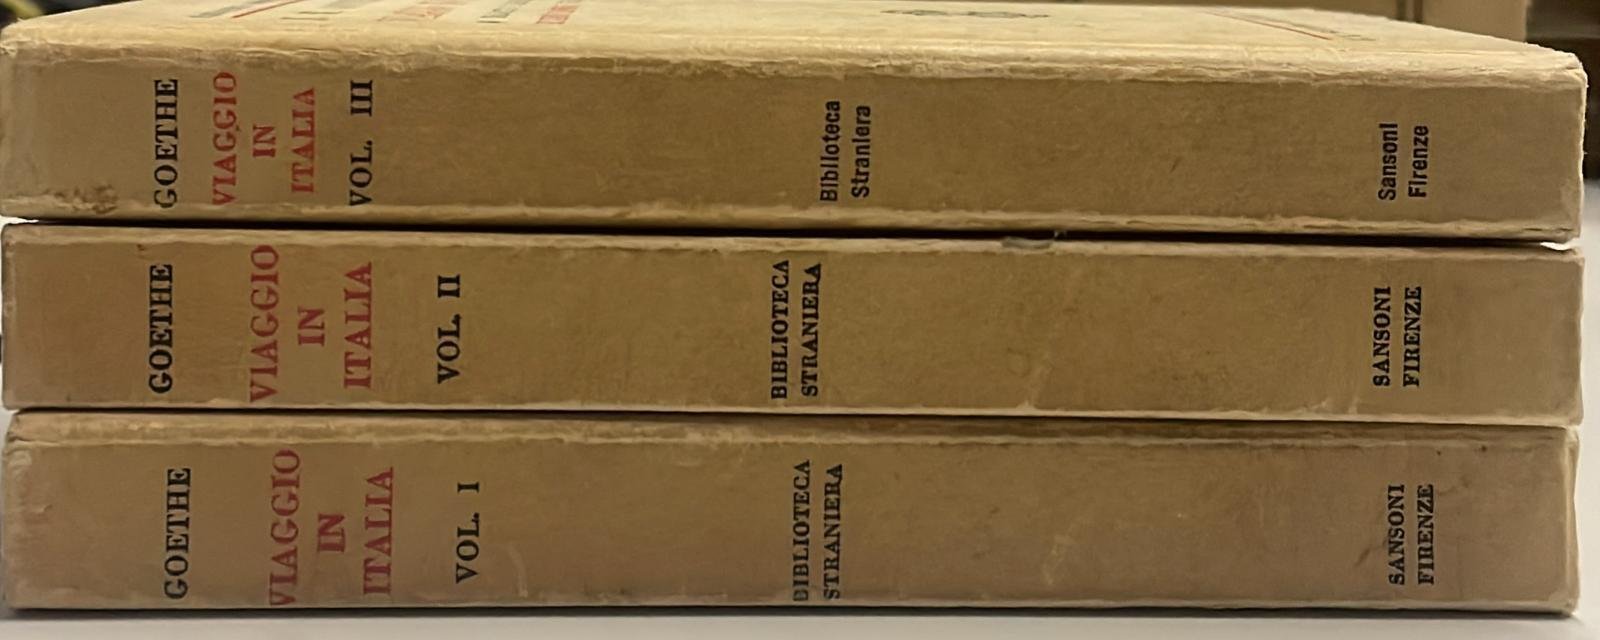 GOETHE
VIAGGIO
IN
ITALIA
VOL. III
Biblioteca
Straniera
Sansoni
Firenze
GOETHE
VIAGGIO
IN
ITALIA
VOL. II
BIBLIOTECA
STRANIERA
SANSONI
FIRENZE
GOETHE
VIAGGIO
IN
ITALIA
VOL. I
BIBLIOTECA
STRANIERA
SANSONI
FIRENZE